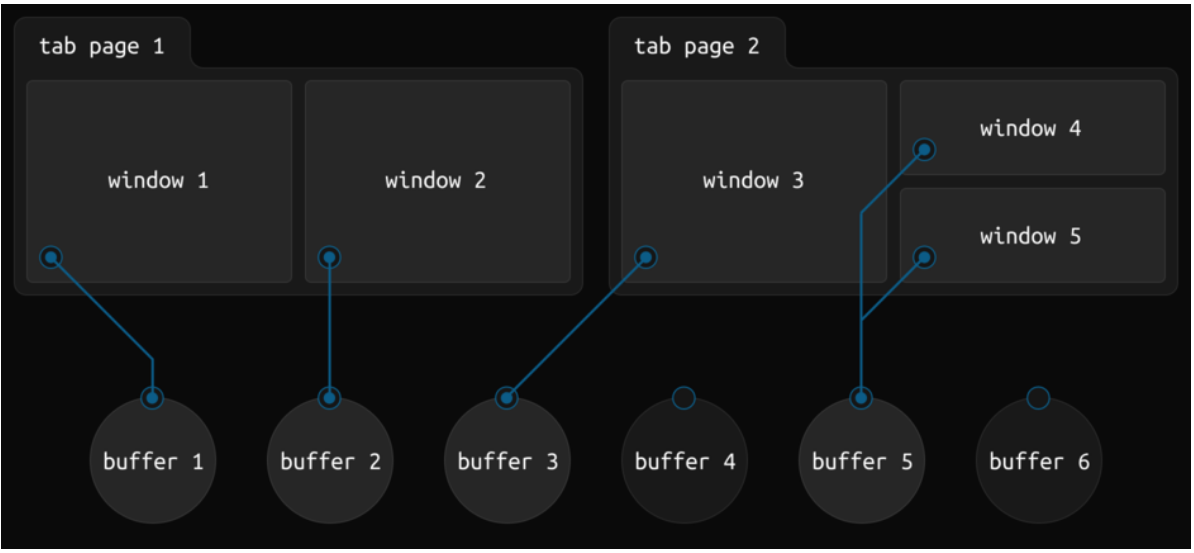 tab page 1
tab page 2
window 1
window 2
window 3
window 4
window 5
buffer 1
buffer 2
buffer 3
buffer 4
buffer 5
buffer 6